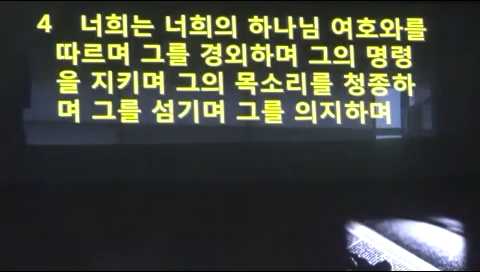 4 너희는 너희의 하나님 여호와를
따르며 그를 경외하며 그의 명령
을 지키며 그의 목소리를 청종하
며 그를 섬기며 그를 의지하며